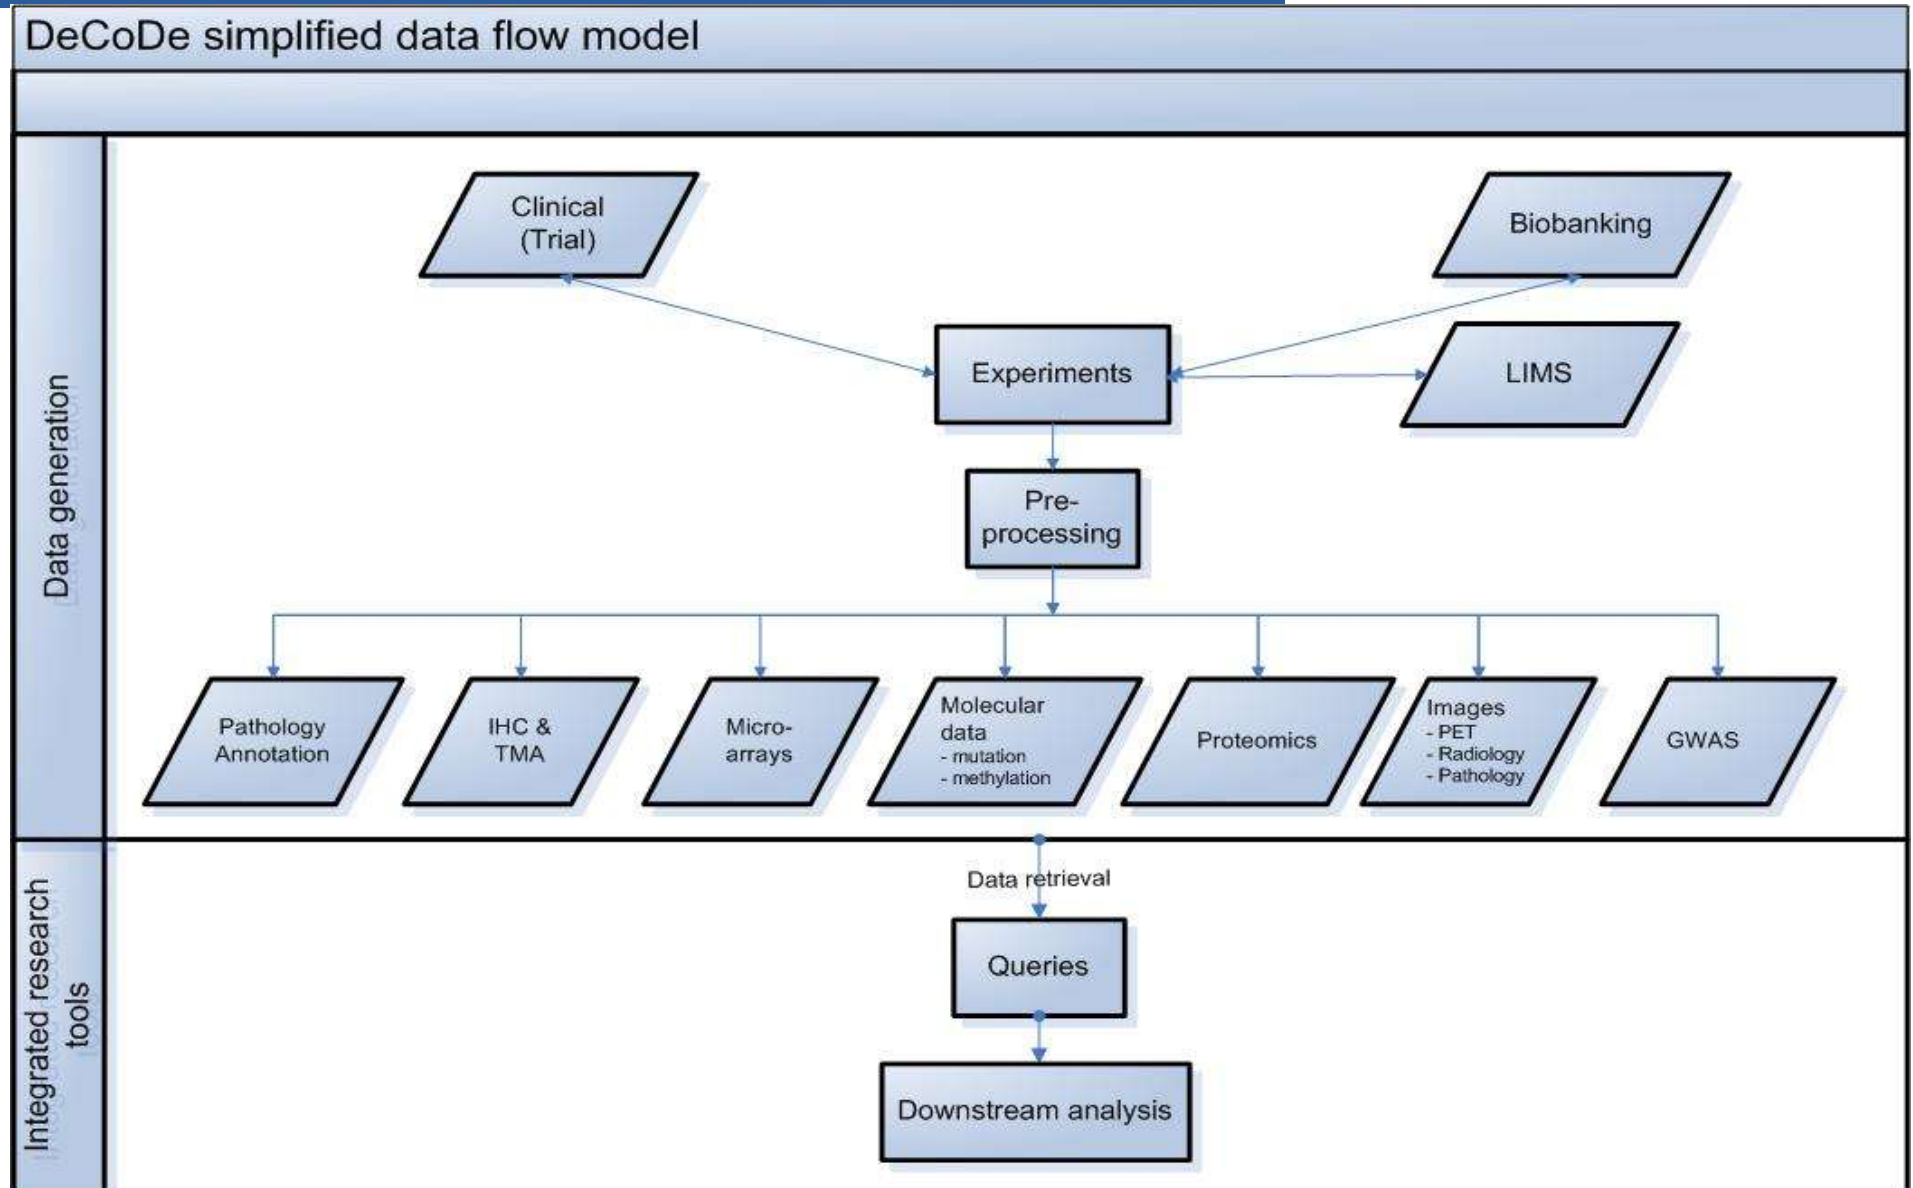 DeCoDe simplified data flow model
Data generation
Clinical
(Trial)
Biobanking
Experiments
LIMS
Pre-
processing
Pathology
Annotation
IHC &
TMA
Micro-
arrays
Molecular
data
- mutation
- methylation
Proteomics
Images
- PET
- Radiology
- Pathology
GWAS
Integrated research
tools
Data retrieval
Queries
Downstream analysis